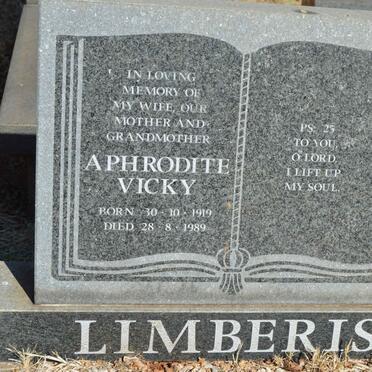 IN LOVING
MEMORY OF
MY WIFE, OUR
MOTHER AND
GRANDMOTHER
APHRODITE
VICKY
BORN 30 · 10 · 1919
DIED 28 · 8 · 1989
PS. 25
TO YOU,
O LORD,
I LIFT UP
MY SOUL.
LIMBERIS